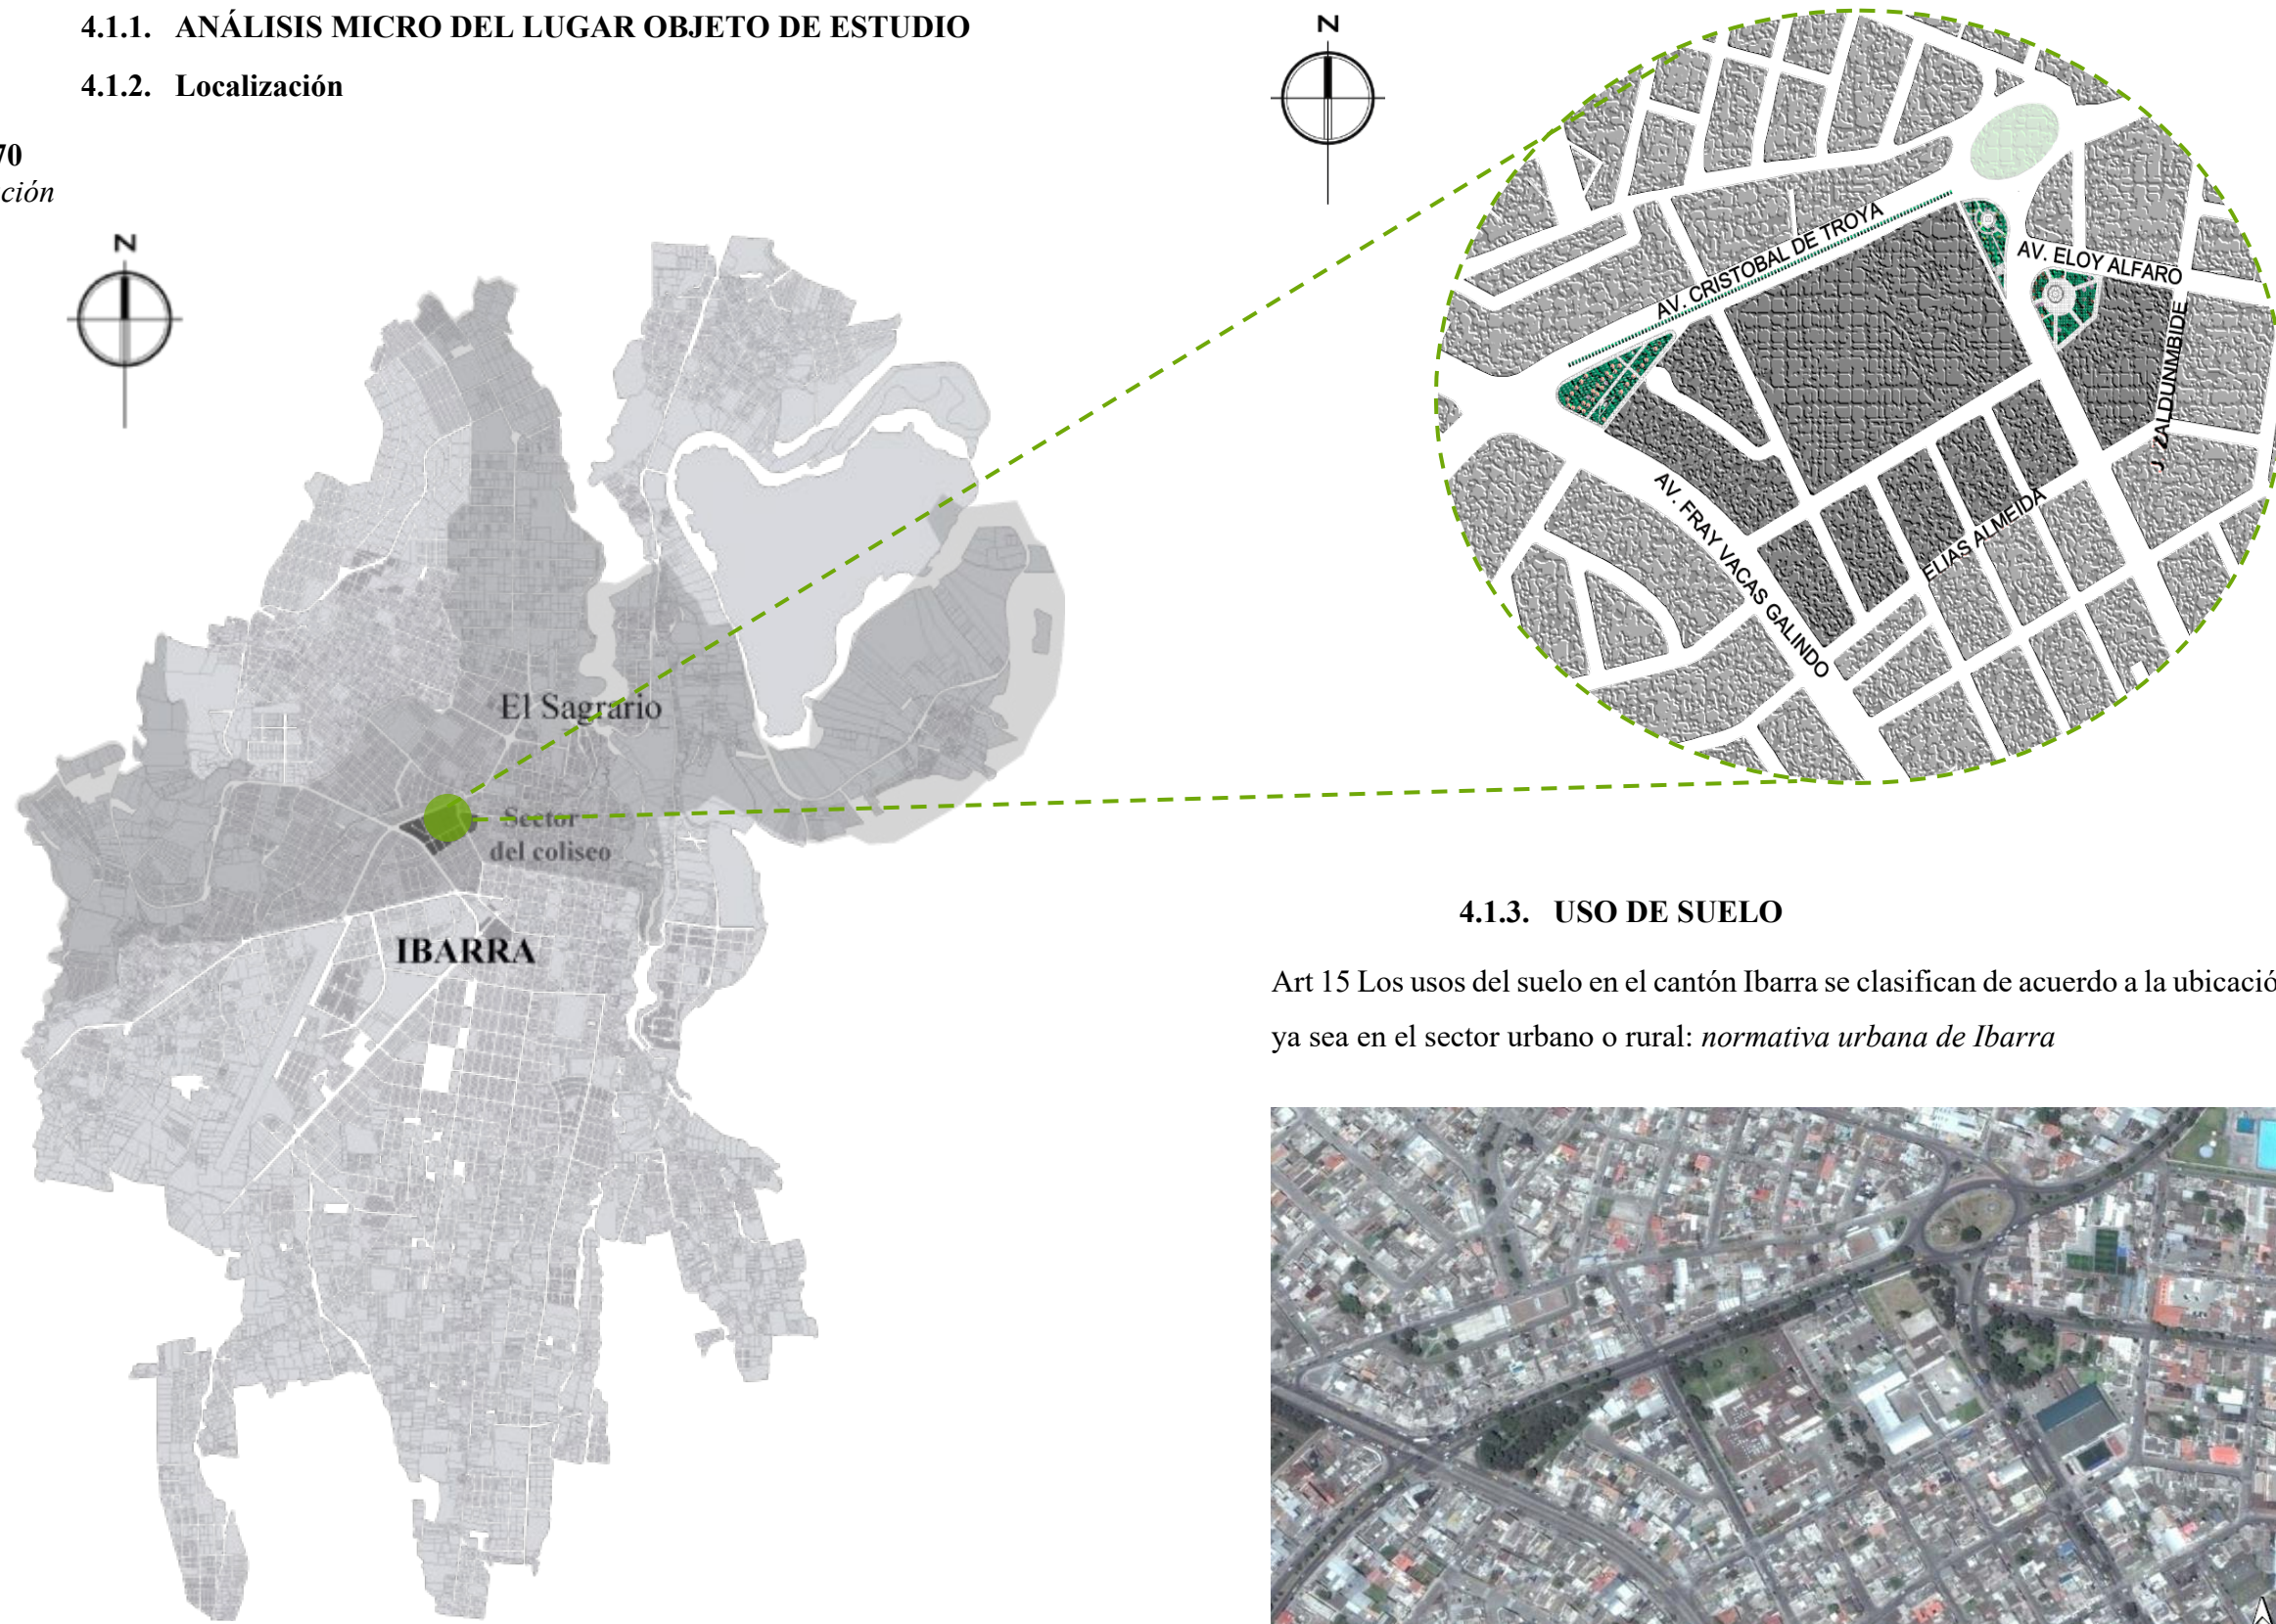 4.1.1. ANÁLISIS MICRO DEL LUGAR OBJETO DE ESTUDIO
4.1.2. Localización
70
ción
N
El Sagrario
Sector
del coliseo
IBARRA
N
AV. CRISTOBAL DE TROYA
AV. ELOY ALFARO
J ZALDUNMBIDE
AV. FRAY VACAS GALINDO
ELIAS ALMEIDA
4.1.3. USO DE SUELO
Art 15 Los usos del suelo en el cantón Ibarra se clasifican de acuerdo a la ubicació
ya sea en el sector urbano o rural: normativa urbana de Ibarra